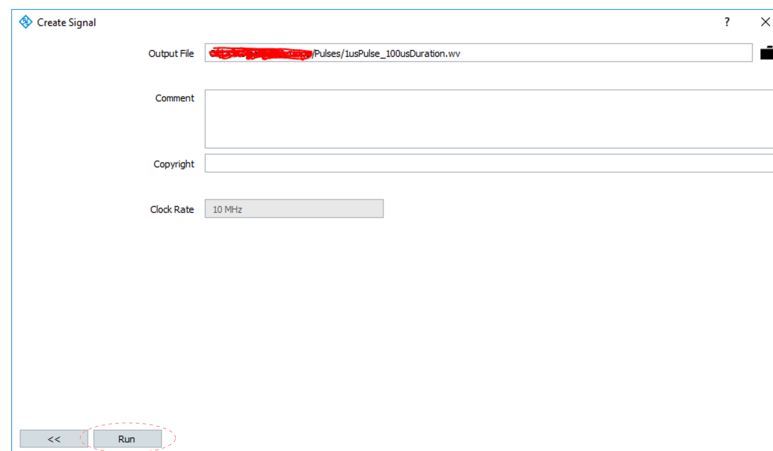 Create Signal
?
Output File /Pulses/1usPulse_100usDuration.wv
Comment
Copyright
Clock Rate 10 MHz
<< Run